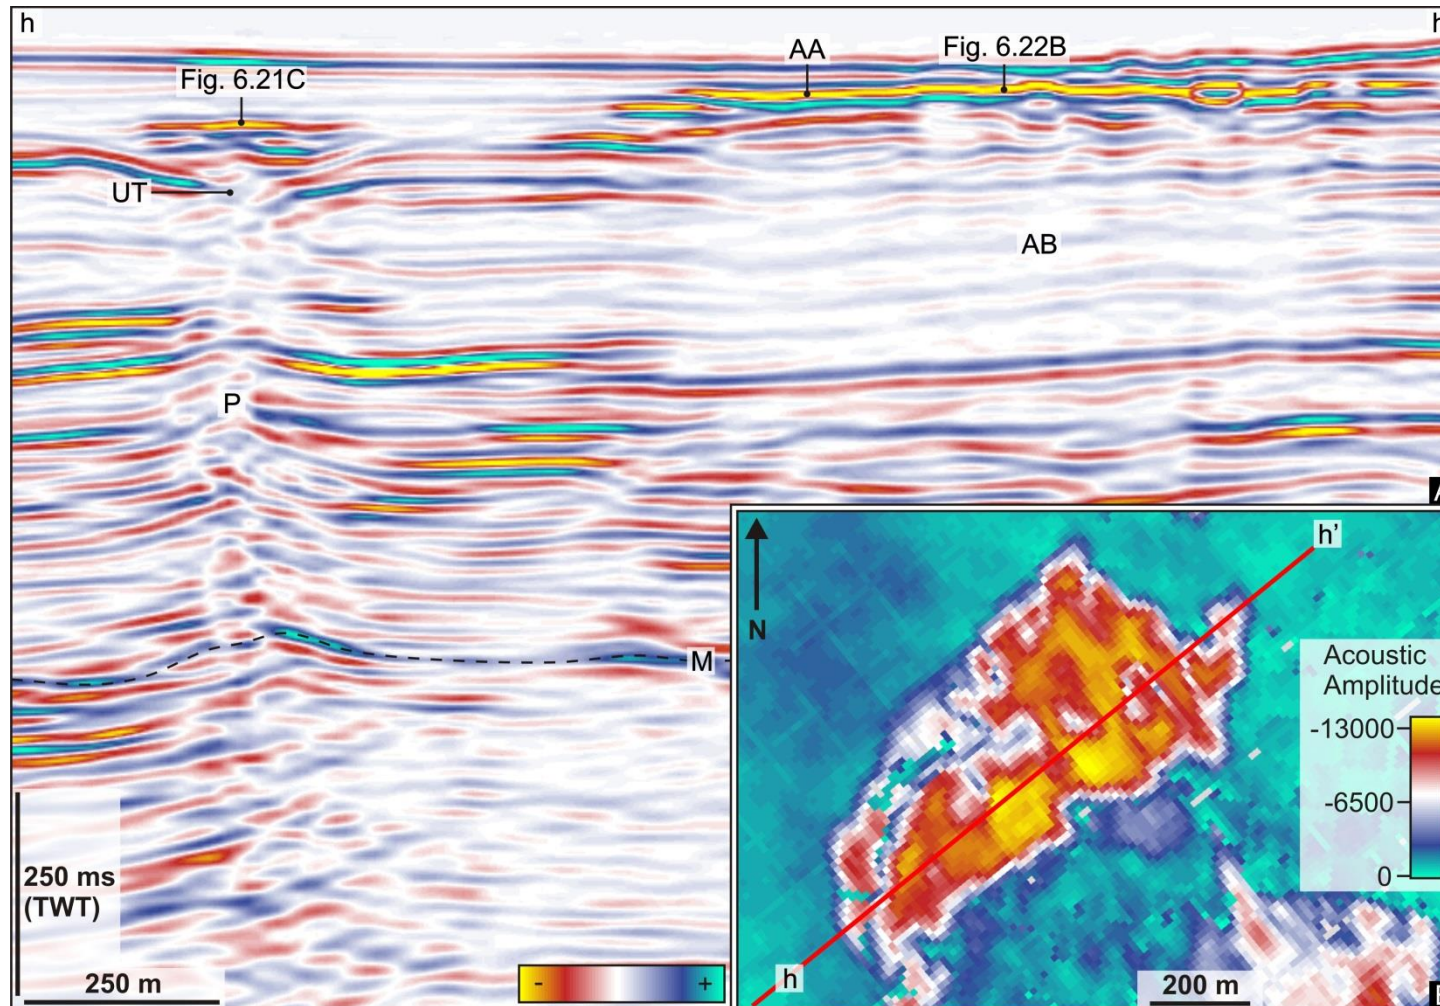 h
h
Fig. 6.21C
AA
Fig. 6.22B
UT
AB
P
M
250 ms
(TWT)
250 m
-
+
N
h'
h
Acoustic
Amplitude
-13000
-6500
0
200 m